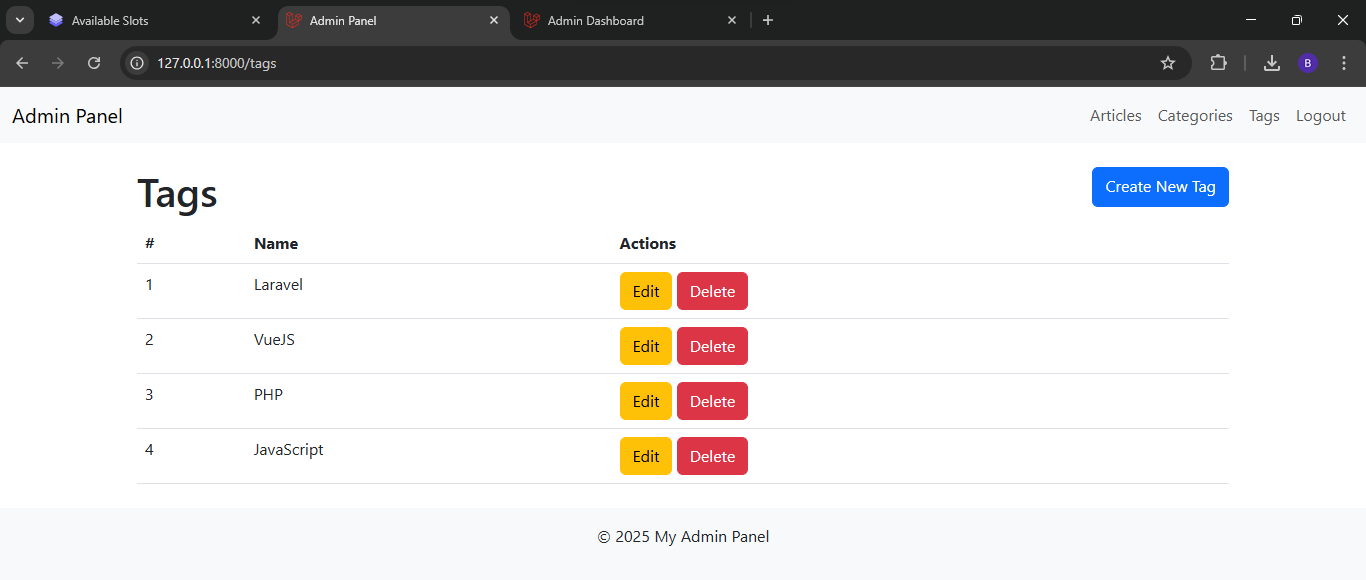 Available Slots Admin Panel Admin Dashboard
127.0.0.1:8000/tags B
Admin Panel Articles Categories Tags Logout
Tags Create New Tag
# Name Actions
1 Laravel Edit Delete
2 VueJS Edit Delete
3 PHP Edit Delete
4 JavaScript Edit Delete
© 2025 My Admin Panel